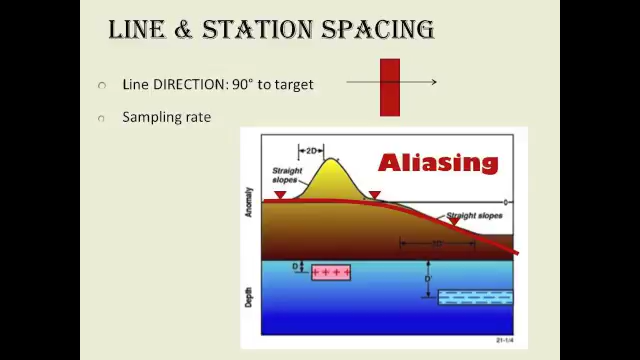 LINE & STATION SPACING
Line DIRECTION: 90° to target
Sampling rate
2D
Aliasing
Straight
slopes
Anomaly
0
Straight slopes
D
D'
Depth
21-1/4